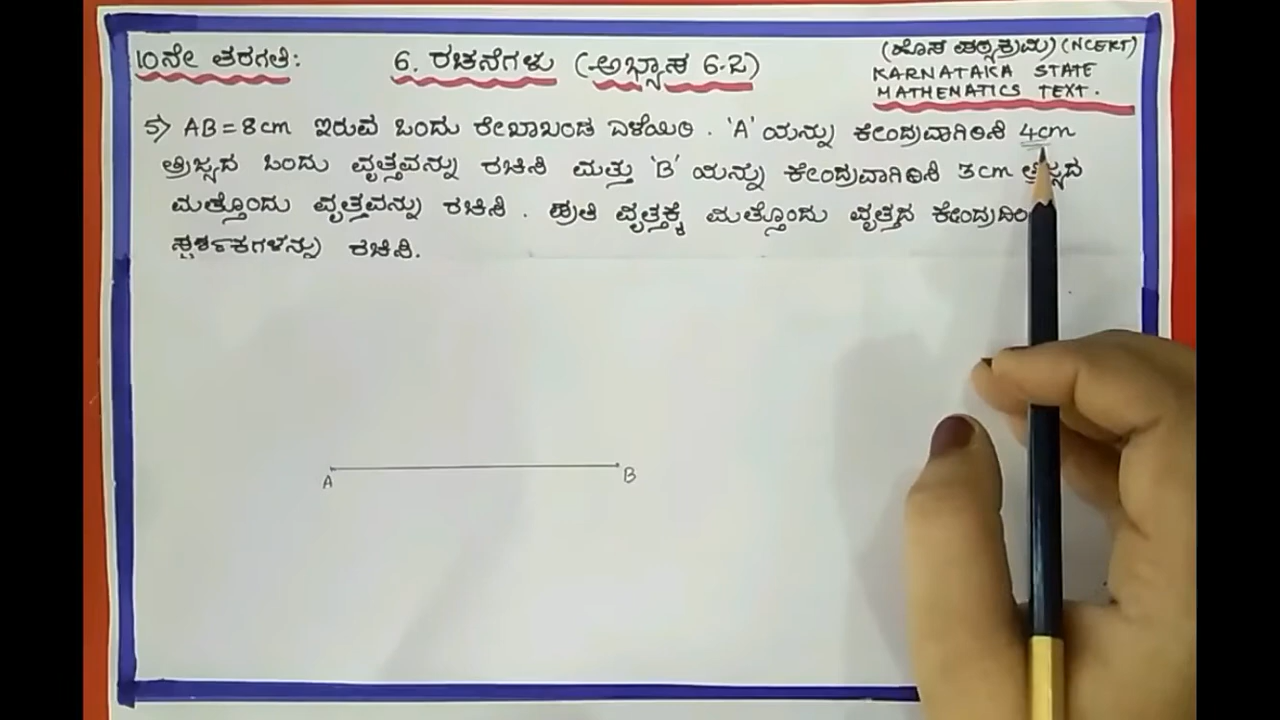 10ನೇ ತರಗತಿ:
6. ರಚನೆಗಳು (ಅಭ್ಯಾಸ 6.2)
(ಹೊಸ ಪಠ್ಯಕ್ರಮ) (NCERT)
KARNATAKA STATE
MATHENATICS TEXT.
5) AB = 8cm ಇರುವ ಒಂದು ರೇಖಾಖಂಡ ಎಳೆಯಿರಿ. 'A' ಯನ್ನು ಕೇಂದ್ರವಾಗಿರಿಸಿ 4cm
ತ್ರಿಜ್ಯದ ಒಂದು ವೃತ್ತವನ್ನು ರಚಿಸಿ ಮತ್ತು 'B' ಯನ್ನು ಕೇಂದ್ರವಾಗಿರಿಸಿ 3cm ತ್ರಿಜ್ಯದ
ಮತ್ತೊಂದು ವೃತ್ತವನ್ನು ರಚಿಸಿ. ಪ್ರತಿ ವೃತ್ತಕ್ಕೆ ಮತ್ತೊಂದು ವೃತ್ತದ
ಸ್ಪರ್ಶಕಗಳನ್ನು ರಚಿಸಿ.
A B